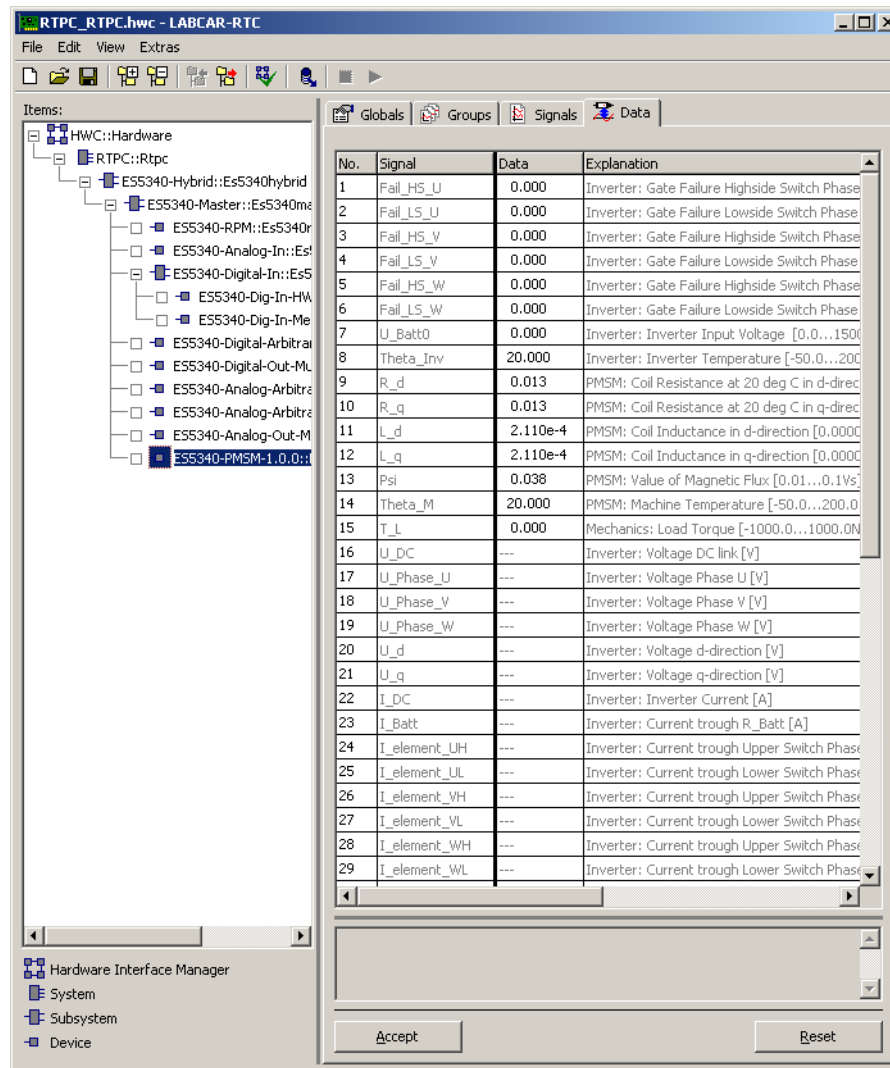 RTPC_RTPC.hwc - LABCAR-RTC
File Edit View Extras
Items:
HWC::Hardware
RTPC::Rtpc
ES5340-Hybrid::Es5340hybrid
ES5340-Master::Es5340ma
ES5340-RPM::Es5340r
ES5340-Analog-In::Es5
ES5340-Digital-In::Es5
ES5340-Dig-In-HW
ES5340-Dig-In-Me
ES5340-Digital-Arbitrar
ES5340-Digital-Out-Mu
ES5340-Analog-Arbitra
ES5340-Analog-Arbitra
ES5340-Analog-Out-M
ES5340-PMSM-1.0.0::
Hardware Interface Manager
System
Subsystem
Device
Globals Groups Signals Data
No. Signal Data Explanation
1 Fail_HS_U 0.000 Inverter: Gate Failure Highside Switch Phase
2 Fail_LS_U 0.000 Inverter: Gate Failure Lowside Switch Phase
3 Fail_HS_V 0.000 Inverter: Gate Failure Highside Switch Phase
4 Fail_LS_V 0.000 Inverter: Gate Failure Lowside Switch Phase
5 Fail_HS_W 0.000 Inverter: Gate Failure Highside Switch Phase
6 Fail_LS_W 0.000 Inverter: Gate Failure Lowside Switch Phase
7 U_Batt0 0.000 Inverter: Inverter Input Voltage [0.0...1500
8 Theta_Inv 20.000 Inverter: Inverter Temperature [-50.0...200
9 R_d 0.013 PMSM: Coil Resistance at 20 deg C in d-direc
10 R_q 0.013 PMSM: Coil Resistance at 20 deg C in q-direc
11 L_d 2.110e-4 PMSM: Coil Inductance in d-direction [0.0000
12 L_q 2.110e-4 PMSM: Coil Inductance in q-direction [0.0000
13 Psi 0.038 PMSM: Value of Magnetic Flux [0.01...0.1Vs]
14 Theta_M 20.000 PMSM: Machine Temperature [-50.0...200.0
15 T_L 0.000 Mechanics: Load Torque [-1000.0...1000.0N
16 U_DC --- Inverter: Voltage DC link [V]
17 U_Phase_U --- Inverter: Voltage Phase U [V]
18 U_Phase_V --- Inverter: Voltage Phase V [V]
19 U_Phase_W --- Inverter: Voltage Phase W [V]
20 U_d --- Inverter: Voltage d-direction [V]
21 U_q --- Inverter: Voltage q-direction [V]
22 I_DC --- Inverter: Inverter Current [A]
23 I_Batt --- Inverter: Current trough R_Batt [A]
24 I_element_UH --- Inverter: Current trough Upper Switch Phase
25 I_element_UL --- Inverter: Current trough Lower Switch Phase
26 I_element_VH --- Inverter: Current trough Upper Switch Phase
27 I_element_VL --- Inverter: Current trough Lower Switch Phase
28 I_element_WH --- Inverter: Current trough Upper Switch Phase
29 I_element_WL --- Inverter: Current trough Lower Switch Phase
Accept Reset